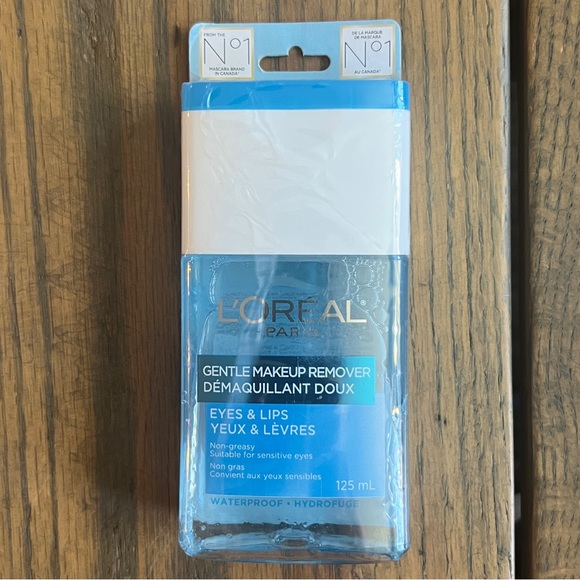 FROM THE
N°1
MASCARA BRAND
IN CANADA*
DE LA MARQUE
DE MASCARA
N°1
AU CANADA*
L'ORÉAL
PARIS
GENTLE MAKEUP REMOVER
DÉMAQUILLANT DOUX
EYES & LIPS
YEUX & LÈVRES
Non-greasy
Suitable for sensitive eyes
Non gras
Convient aux yeux sensibles
125 mL
WATERPROOF • HYDROFUGE